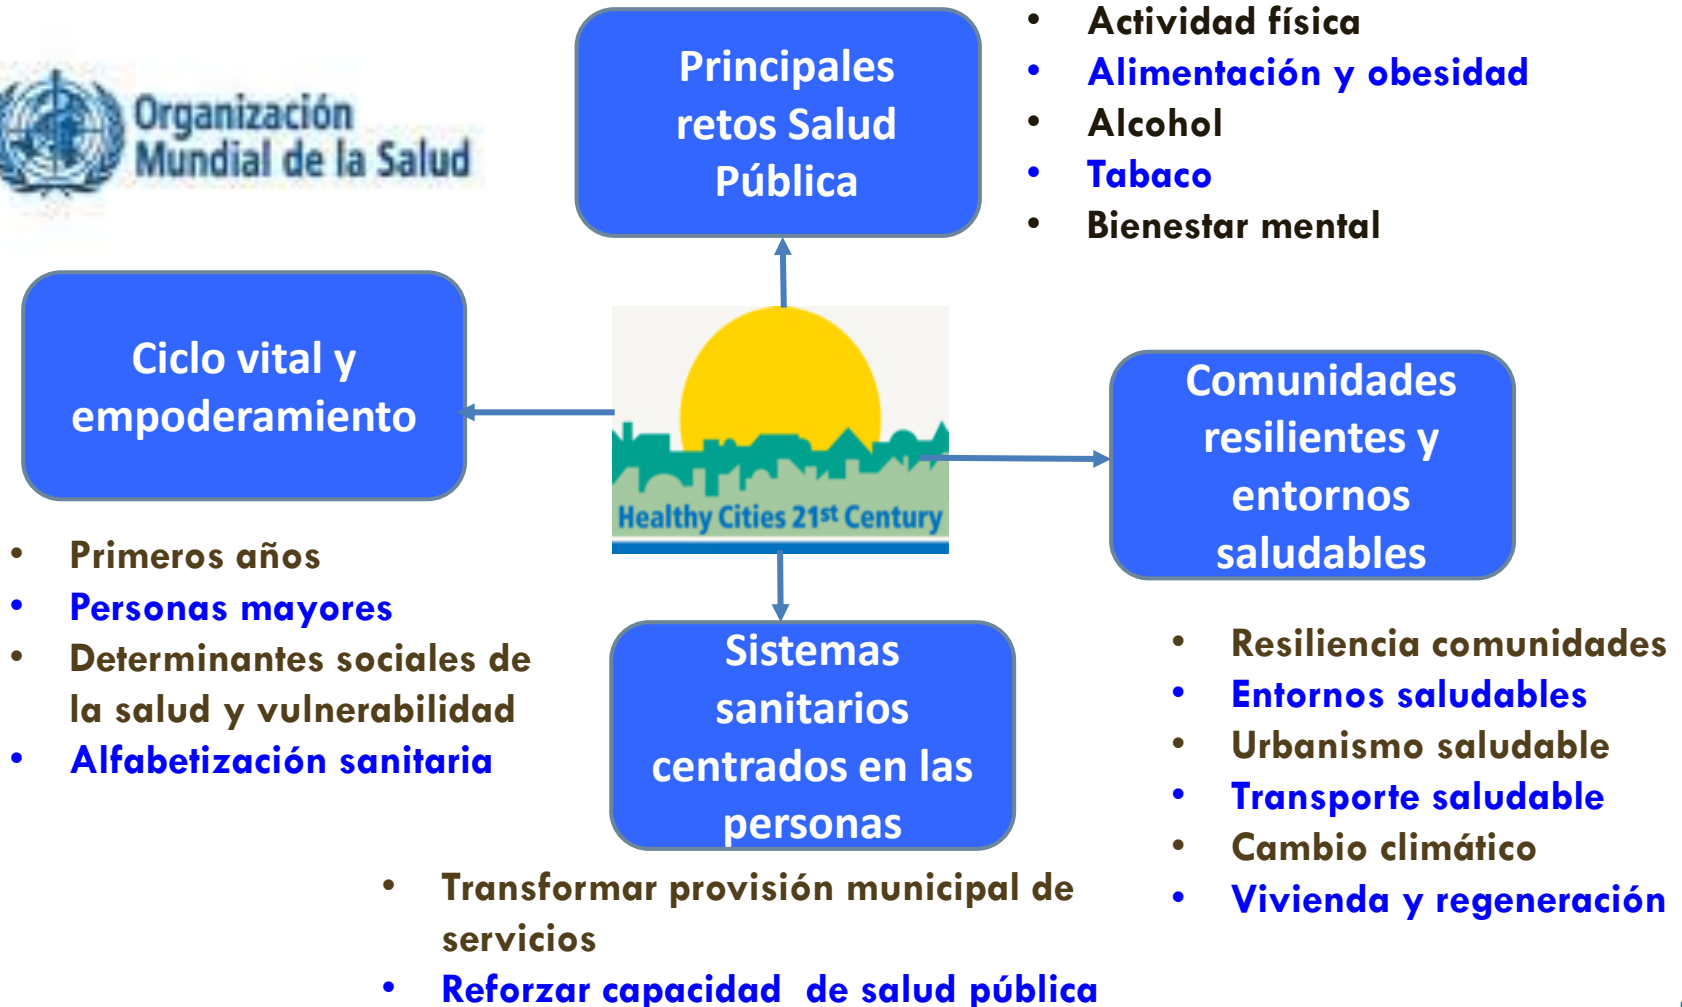 Organización
Mundial de la Salud
Principales
retos Salud
Pública
• Actividad física
• Alimentación y obesidad
• Alcohol
• Tabaco
• Bienestar mental
Ciclo vital y
empoderamiento
• Primeros años
• Personas mayores
• Determinantes sociales de
la salud y vulnerabilidad
• Alfabetización sanitaria
Healthy Cities 21st Century
Comunidades
resilientes y
entornos
saludables
• Resiliencia comunidades
• Entornos saludables
• Urbanismo saludable
• Transporte saludable
• Cambio climático
• Vivienda y regeneración
Sistemas
sanitarios
centrados en las
personas
• Transformar provisión municipal de
servicios
• Reforzar capacidad de salud pública